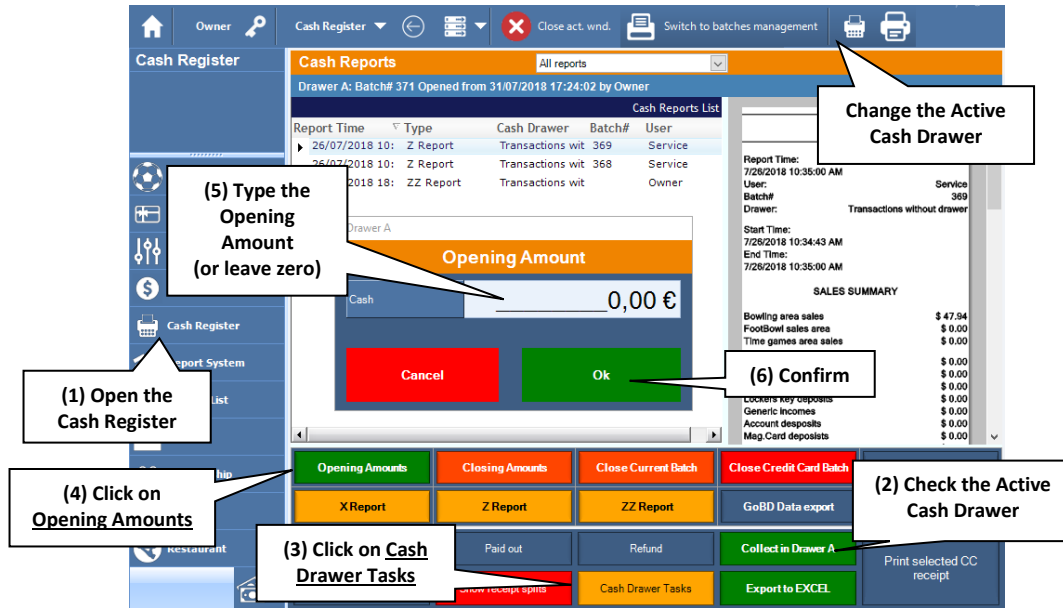 Owner
Cash Register
Close act. wnd.
Switch to batches management
Cash Register
Cash Reports
All reports
Drawer A: Batch# 371 Opened from 31/07/2018 17:24:02 by Owner
Change the Active
Cash Drawer
Cash Reports List
Report Time Type Cash Drawer Batch# User
26/07/2018 10: Z Report Transactions wit 369 Service
26/07/2018 10: Z Report Transactions wit 368 Service
2018 18: ZZ Report Transactions wit Owner
(5) Type the
Opening
Amount
(or leave zero)
Drawer A
Opening Amount
Cash
0,00 €
Cancel
Ok
(6) Confirm
Report Time:
7/26/2018 10:35:00 AM
User: Service
Batch# 369
Drawer: Transactions without drawer
Start Time:
7/26/2018 10:34:43 AM
End Time:
7/26/2018 10:35:00 AM
SALES SUMMARY
Bowling area sales $ 47.94
FootBowl sales area $ 0.00
Time games area sales $ 0.00
$ 0.00
$ 0.00
$ 0.00
Lockers key deposits $ 0.00
Generic incomes $ 0.00
Account desposits $ 0.00
Mag.Card deposists $ 0.00
Cash Register
eport System
List
hip
Restaurant
(1) Open the
Cash Register
Opening Amounts
Closing Amounts
Close Current Batch
Close Credit Card Batch
(4) Click on
Opening Amounts
X Report
Z Report
ZZ Report
GoBD Data export
(2) Check the Active
Cash Drawer
(3) Click on Cash
Drawer Tasks
Paid out
Refund
Collect in Drawer A
Print selected CC
receipt
Show receipt splits
Cash Drawer Tasks
Export to EXCEL